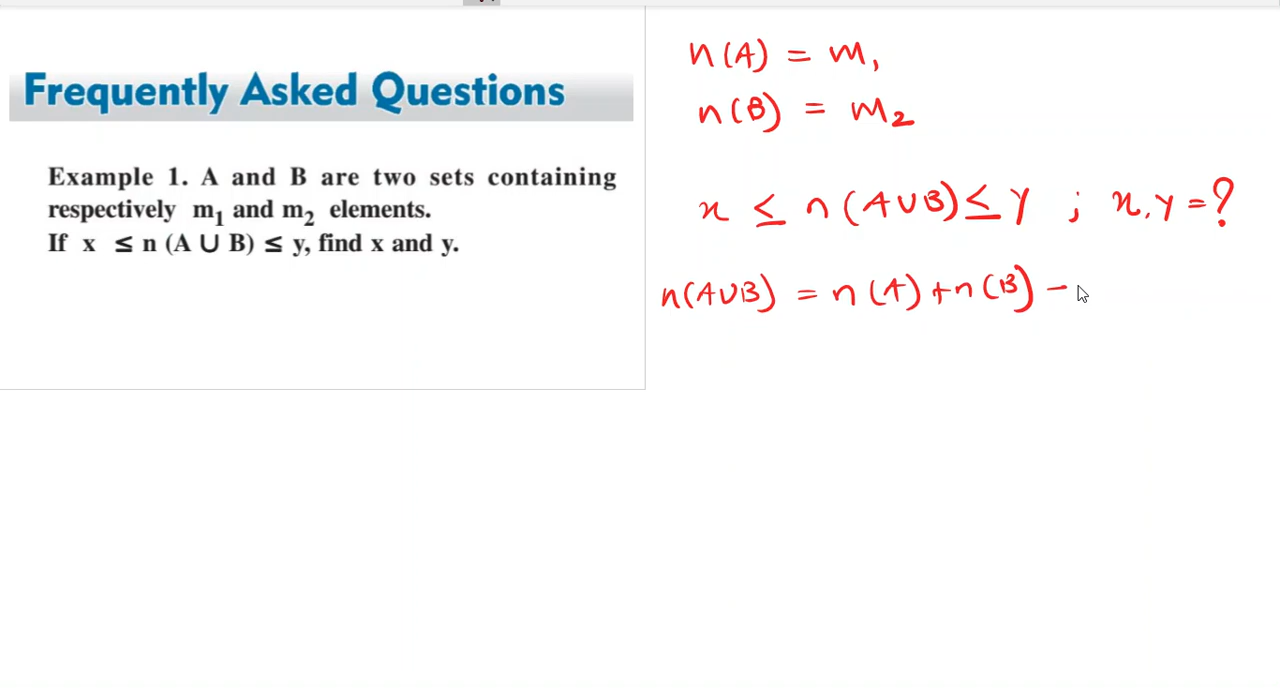 Frequently Asked Questions
Example 1. A and B are two sets containing
respectively m₁ and m₂ elements.
If x ≤ n (A ∪ B) ≤ y, find x and y.
n(A) = m₁
n(B) = m₂
x ≤ n(A∪B) ≤ y ; x, y = ?
n(A∪B) = n(A) + n(B) −